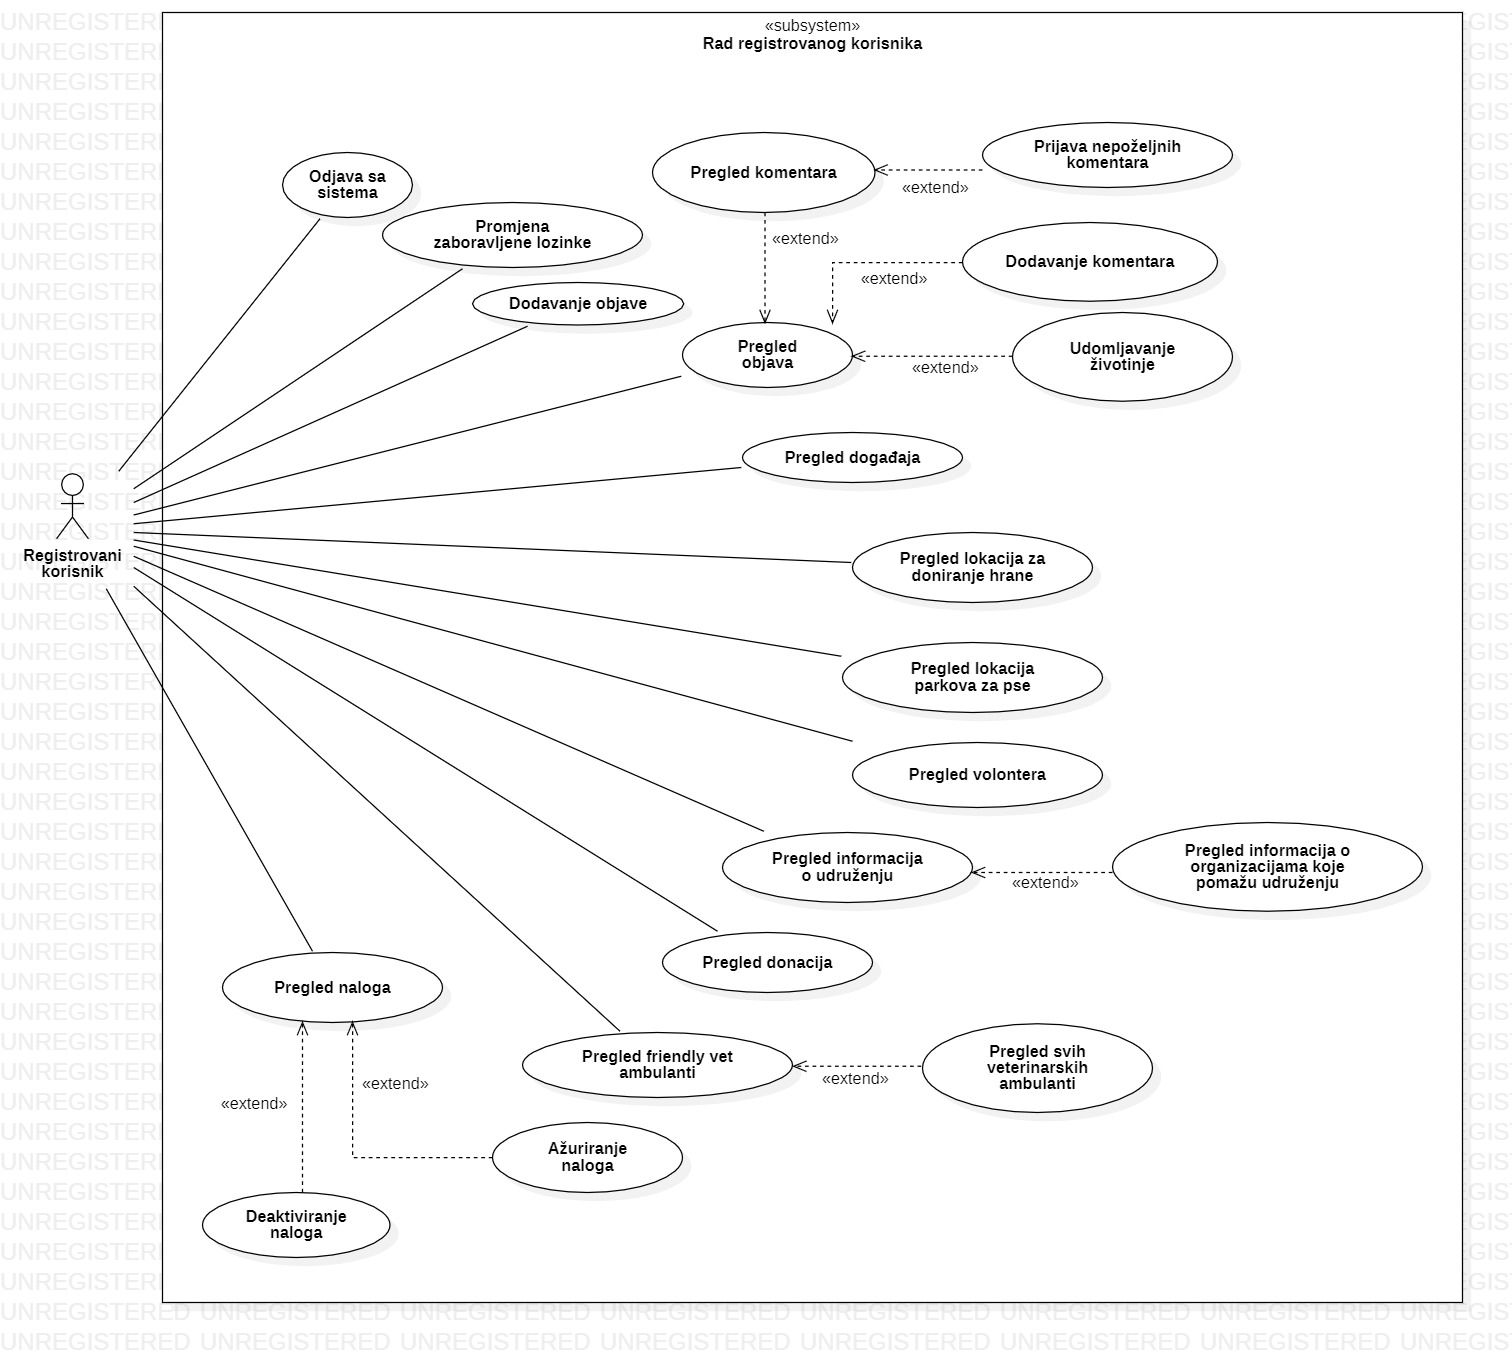 «subsystem»
Rad registrovanog korisnika
Odjava sa
sistema
Promjena
zaboravljene lozinke
Dodavanje objave
Pregled komentara
Prijava nepoželjnih
komentara
«extend»
«extend»
Dodavanje komentara
«extend»
Pregled
objava
Udomljavanje
životinje
«extend»
Pregled događaja
Registrovani
korisnik
Pregled lokacija za
doniranje hrane
Pregled lokacija
parkova za pse
Pregled volontera
Pregled informacija
o udruženju
«extend»
Pregled informacija o
organizacijama koje
pomažu udruženju
Pregled donacija
Pregled naloga
Pregled friendly vet
ambulanti
«extend»
Pregled svih
veterinarskih
ambulanti
«extend»
«extend»
Ažuriranje
naloga
Deaktiviranje
naloga
UNREGISTERED UNREGISTERED UNREGISTERED UNREGISTERED UNREGISTERED UNREGISTERED UNREGISTERED
UNREGISTERED UNREGISTERED UNREGISTERED UNREGISTERED UNREGISTERED UNREGISTERED UNREGISTERED